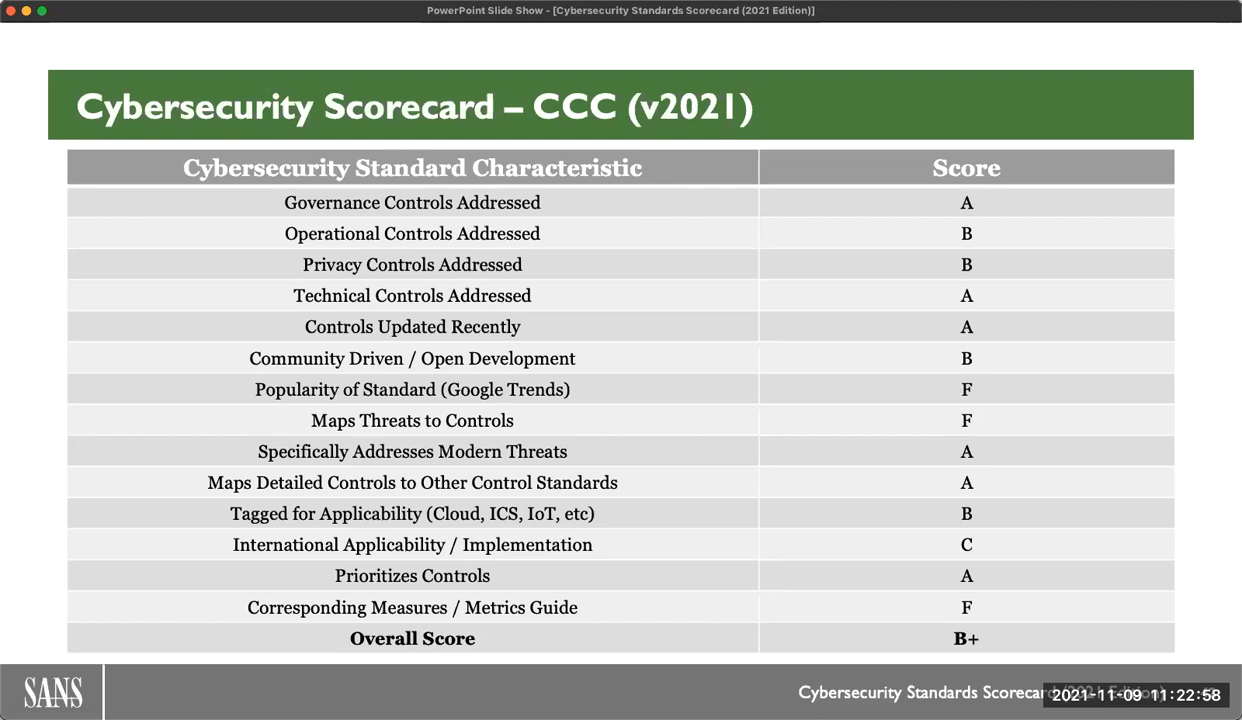 PowerPoint Slide Show - [Cybersecurity Standards Scorecard (2021 Edition)]
Cybersecurity Scorecard – CCC (v2021)
Cybersecurity Standard Characteristic Score
Governance Controls Addressed A
Operational Controls Addressed B
Privacy Controls Addressed B
Technical Controls Addressed A
Controls Updated Recently A
Community Driven / Open Development B
Popularity of Standard (Google Trends) F
Maps Threats to Controls F
Specifically Addresses Modern Threats A
Maps Detailed Controls to Other Control Standards A
Tagged for Applicability (Cloud, ICS, IoT, etc) B
International Applicability / Implementation C
Prioritizes Controls A
Corresponding Measures / Metrics Guide F
Overall Score B+
SANS
Cybersecurity Standards Scorecard (2021 Edition)
2021-11-09 11:22:58